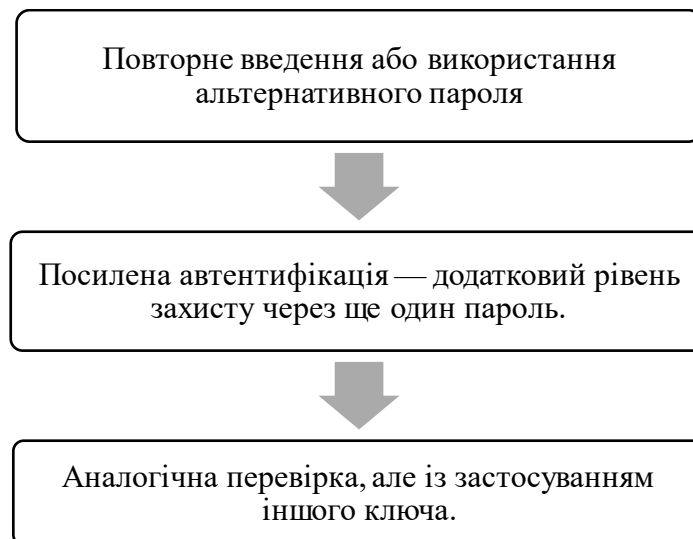 Повторне введення або використання
альтернативного пароля
Посилена автентифікація — додатковий рівень
захисту через ще один пароль.
Аналогічна перевірка, але із застосуванням
іншого ключа.